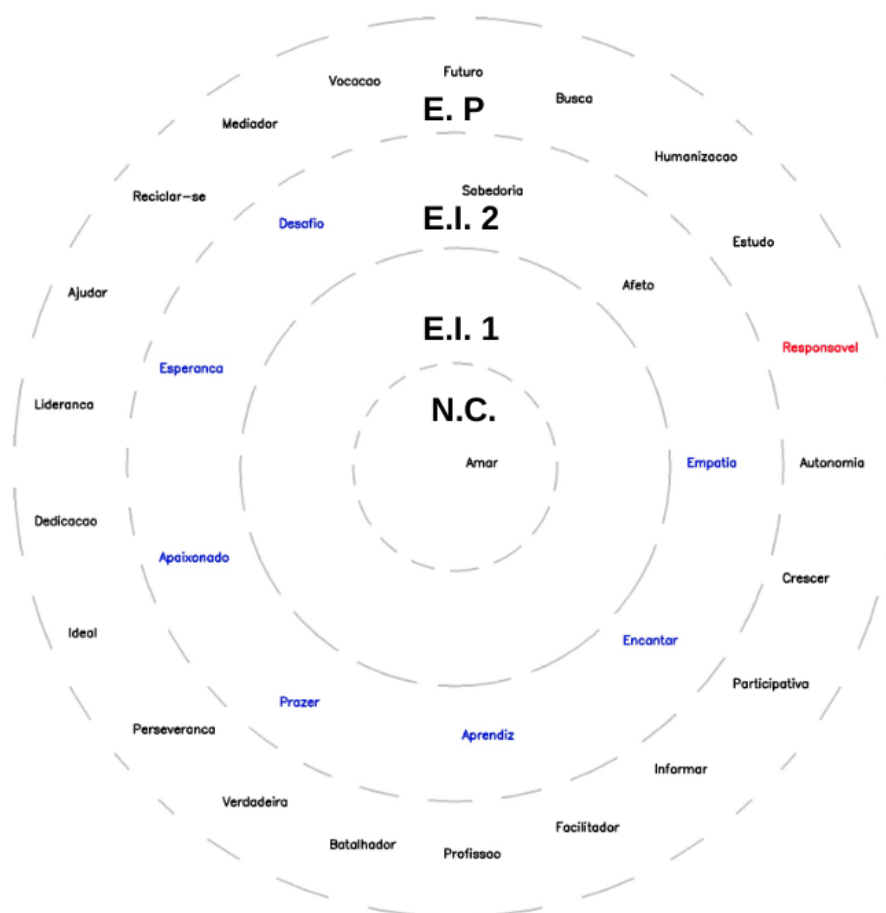 Futuro
Vocacao
Busca
E. P
Mediador
Humanizacao
Sabedoria
Reciclar-se
E.I. 2
Desafio
Estudo
Afeto
Ajudar
E.I. 1
Responsavel
Esperanca
Lideranca
N.C.
Amar
Empatia
Autonomia
Dedicacao
Apaixonado
Crescer
Ideal
Encantar
Participativa
Prazer
Perseveranca
Aprendiz
Informar
Verdadeira
Facilitador
Batalhador
Profissao